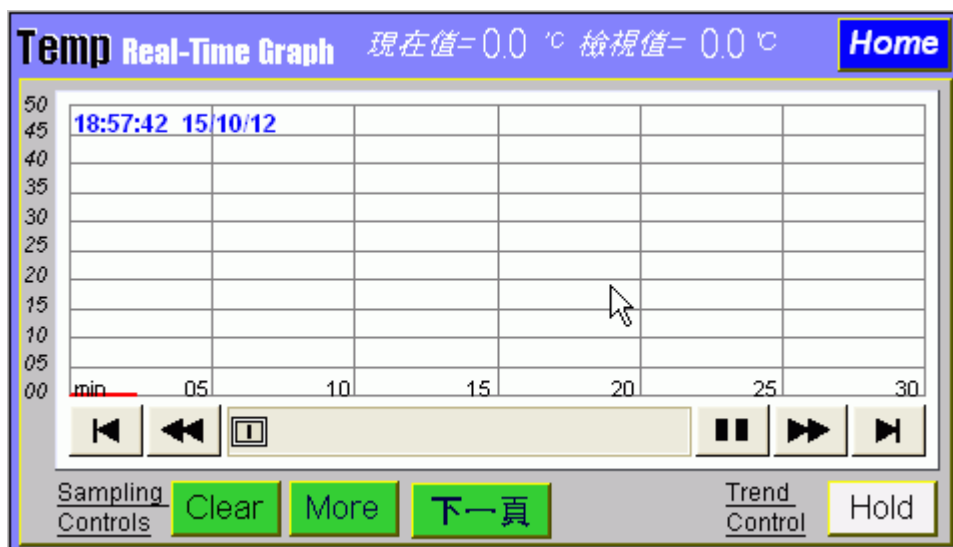 Temp Real-Time Graph 現在值= 0.0 °C 檢視值= 0.0 °C Home
50
45
40
35
30
25
20
15
10
05
00
18:57:42 15/10/12
min 05 10 15 20 25 30
Sampling Controls
Clear More 下一頁
Trend Control
Hold